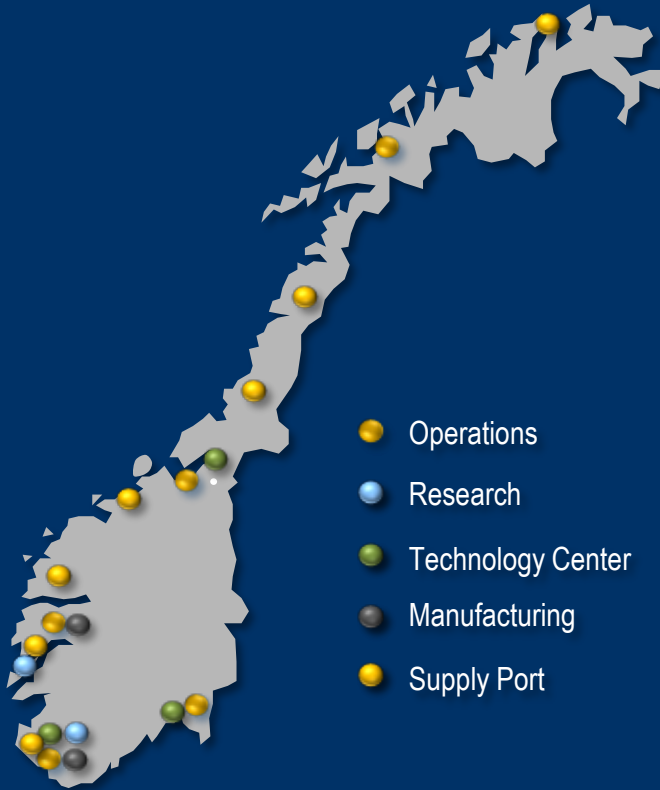 Operations
Research
Technology Center
Manufacturing
Supply Port